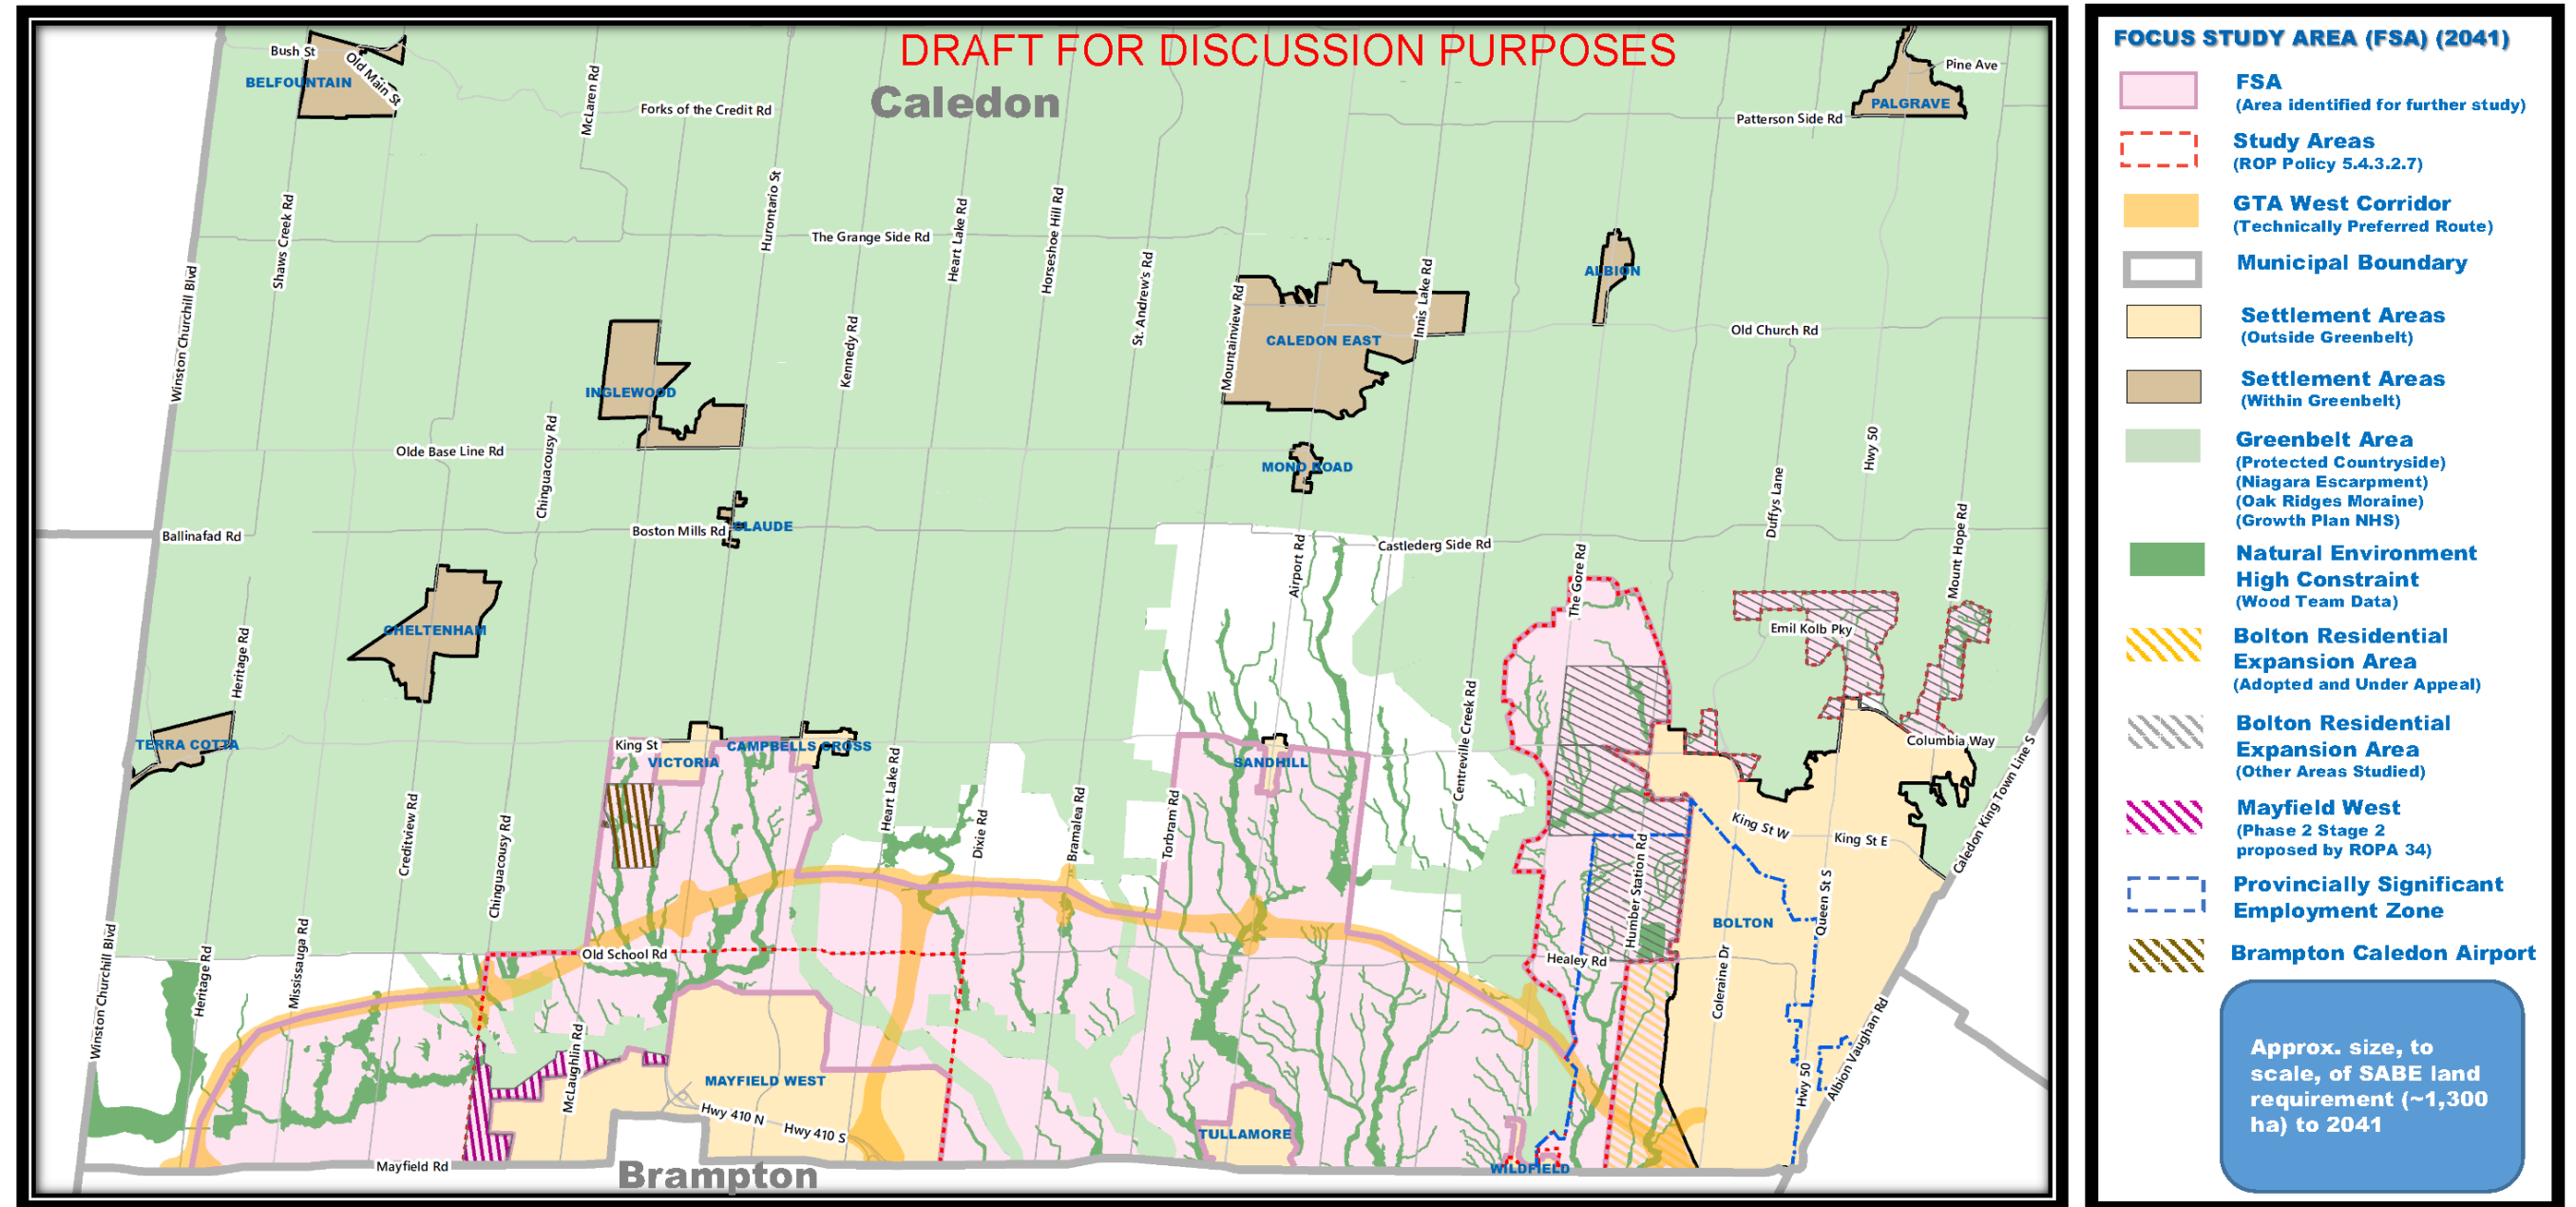 DRAFT FOR DISCUSSION PURPOSES
Caledon
Bush St
Old Main St
BELFOUNTAIN
McLaren Rd
Forks of the Credit Rd
Pine Ave
PALGRAVE
Patterson Side Rd
Shaws Creek Rd
Hurontario St
The Grange Side Rd
Heart Lake Rd
Horseshoe Hill Rd
St. Andrew's Rd
Winston Churchill Blvd
Mountainview Rd
Innis Lake Rd
ALBION
CALEDON EAST
Old Church Rd
Kennedy Rd
INGLEWOOD
Chinguacousy Rd
Olde Base Line Rd
MONO ROAD
Duffys Lane
Hwy 50
Mount Hope Rd
Ballinafad Rd
Boston Mills Rd
CLAUDE
Airport Rd
Castlederg Side Rd
The Gore Rd
CHELTENHAM
Heritage Rd
Emil Kolb Pky
Centreville Creek Rd
TERRA COTTA
King St
VICTORIA
CAMPBELLS CROSS
SANDHILL
Columbia Way
Creditview Rd
Chinguacousy Rd
Heart Lake Rd
Dixie Rd
Bramalea Rd
Torbram Rd
King St W
King St E
Caledon King Town Line S
Humber Station Rd
Queen St S
BOLTON
Winston Churchill Blvd
Heritage Rd
Mississauga Rd
Old School Rd
Healey Rd
Coleraine Dr
McLaughlin Rd
MAYFIELD WEST
Hwy 410 N
Hwy 410 S
TULLAMORE
WILDFIELD
Hwy 50
Albion Vaughan Rd
Mayfield Rd
Brampton
FOCUS STUDY AREA (FSA) (2041)
FSA
(Area identified for further study)
Study Areas
(ROP Policy 5.4.3.2.7)
GTA West Corridor
(Technically Preferred Route)
Municipal Boundary
Settlement Areas
(Outside Greenbelt)
Settlement Areas
(Within Greenbelt)
Greenbelt Area
(Protected Countryside)
(Niagara Escarpment)
(Oak Ridges Moraine)
(Growth Plan NHS)
Natural Environment
High Constraint
(Wood Team Data)
Bolton Residential
Expansion Area
(Adopted and Under Appeal)
Bolton Residential
Expansion Area
(Other Areas Studied)
Mayfield West
(Phase 2 Stage 2
proposed by ROPA 34)
Provincially Significant
Employment Zone
Brampton Caledon Airport
Approx. size, to
scale, of SABE land
requirement (~1,300
ha) to 2041